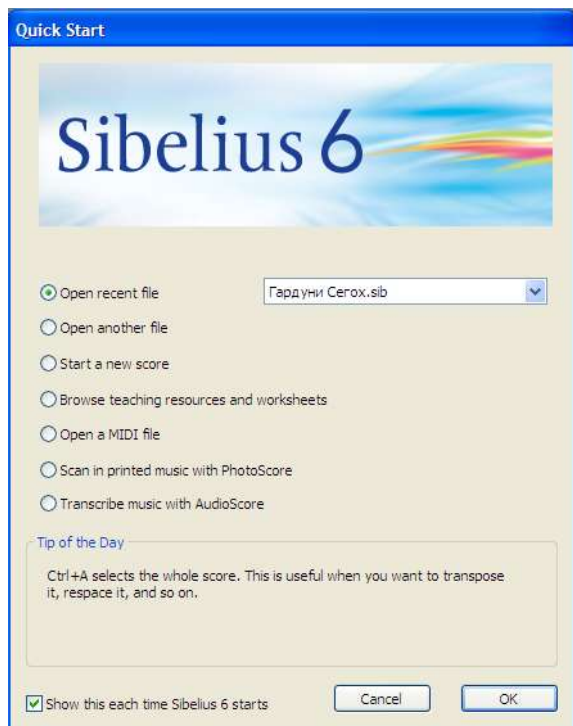 Quick Start
Sibelius 6
Open recent file
Гардуни Cerox.sib
Open another file
Start a new score
Browse teaching resources and worksheets
Open a MIDI file
Scan in printed music with PhotoScore
Transcribe music with AudioScore
Tip of the Day
Ctrl+A selects the whole score. This is useful when you want to transpose
it, respace it, and so on.
Show this each time Sibelius 6 starts
Cancel
OK